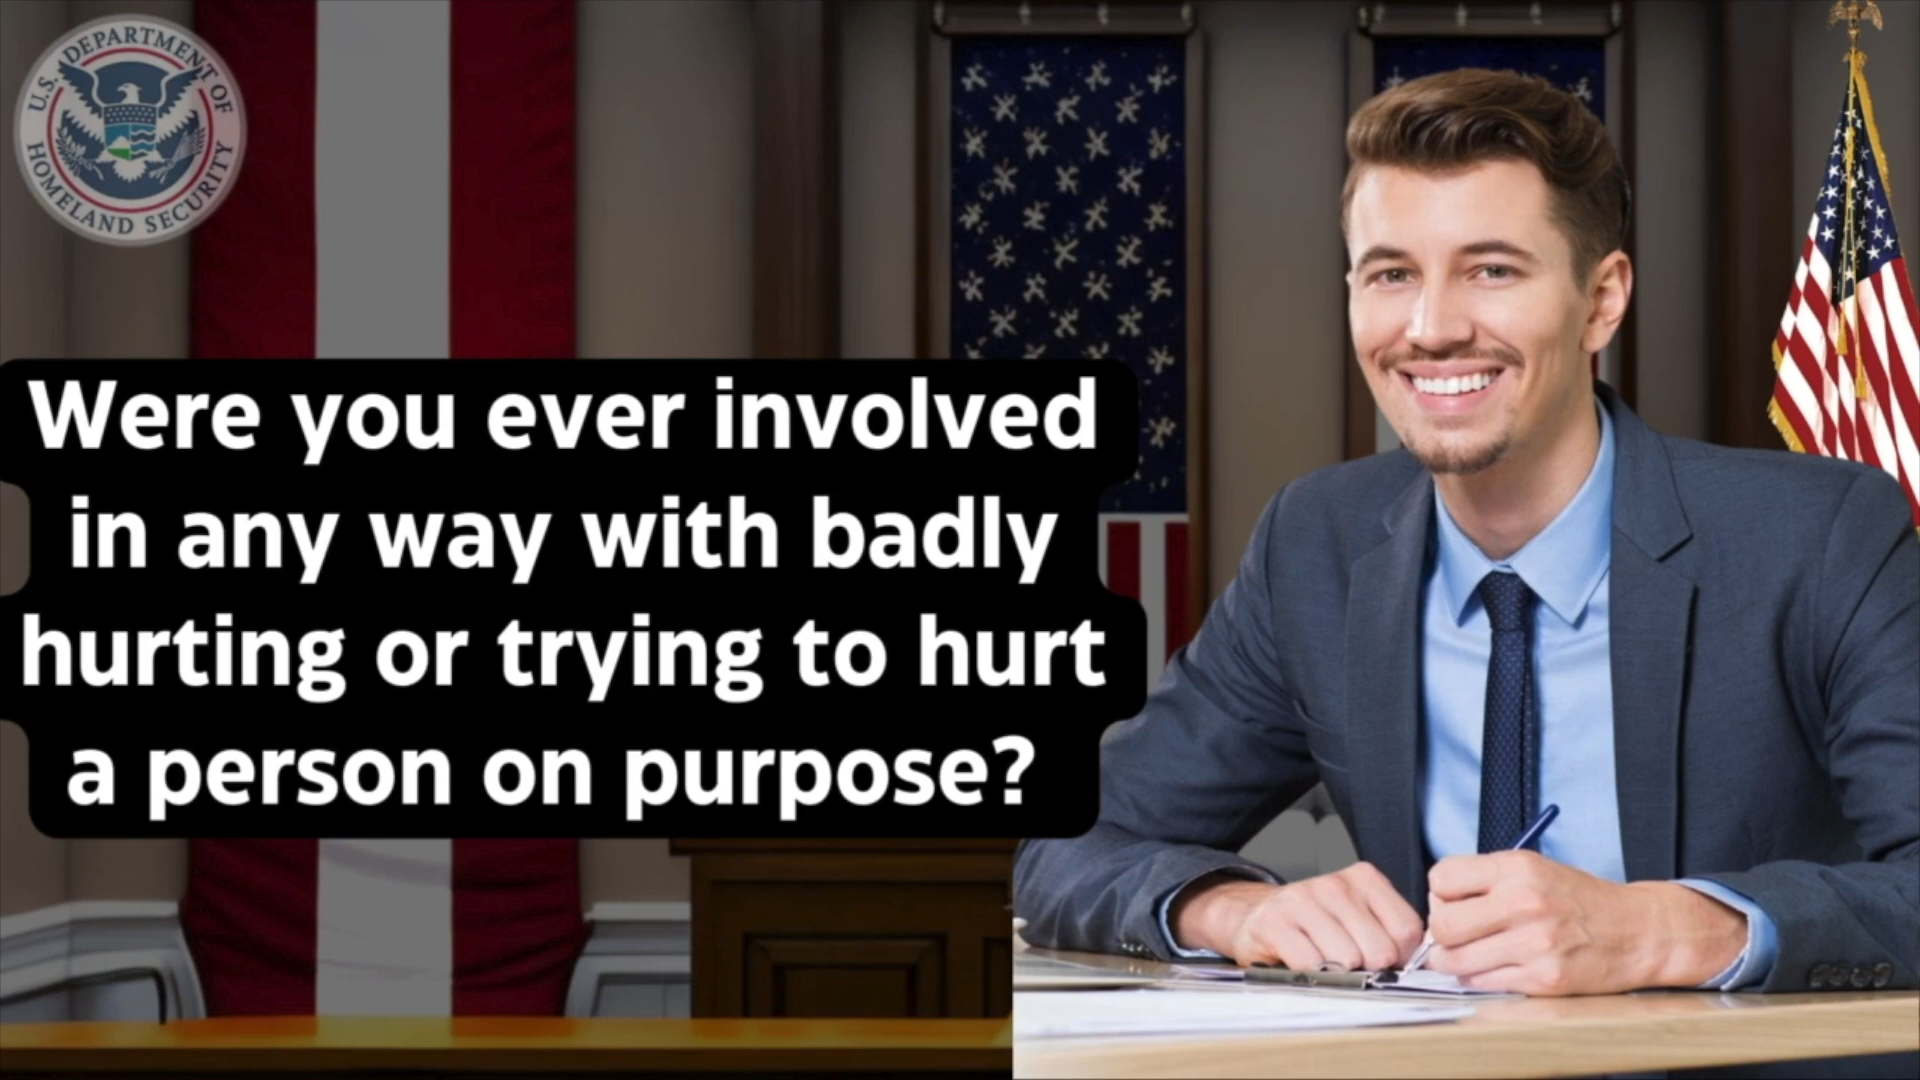 U.S. DEPARTMENT OF
HOMELAND SECURITY
Were you ever involved
in any way with badly
hurting or trying to hurt
a person on purpose?